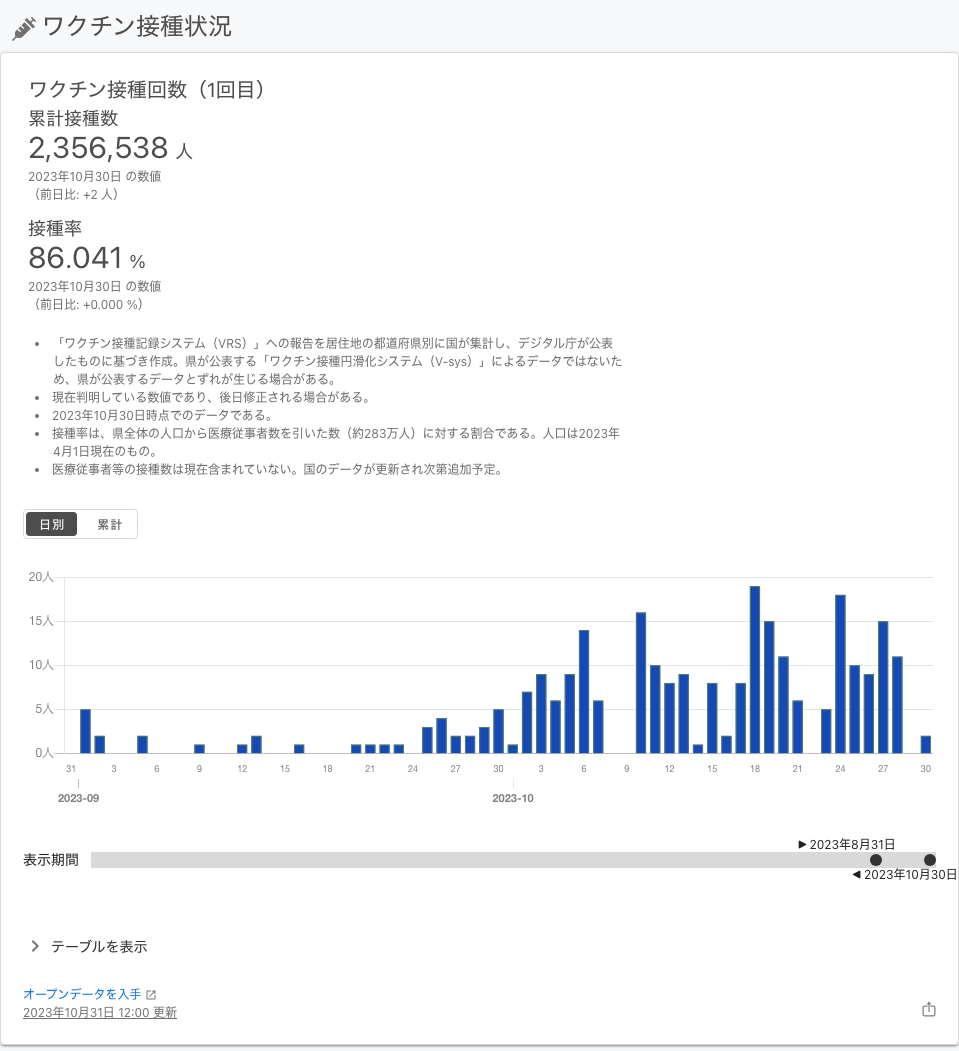 ワクチン接種状況
ワクチン接種回数（1回目）
累計接種数
2,356,538 人
2023年10月30日 の数値
（前日比: +2 人）
接種率
86.041 %
2023年10月30日 の数値
（前日比: +0.000 %）
• 「ワクチン接種記録システム（VRS）」への報告を居住地の都道府県別に国が集計し、デジタル庁が公表
したものに基づき作成。県が公表する「ワクチン接種円滑化システム（V-sys）」によるデータではないた
め、県が公表するデータとずれが生じる場合がある。
• 現在判明している数値であり、後日修正される場合がある。
• 2023年10月30日時点でのデータである。
• 接種率は、県全体の人口から医療従事者数を引いた数（約283万人）に対する割合である。人口は2023年
4月1日現在のもの。
• 医療従事者等の接種数は現在含まれていない。国のデータが更新され次第追加予定。
日別 累計
20人
15人
10人
5人
0人
31 3 6 9 12 15 18 21 24 27 30 3 6 9 12 15 18 21 24 27 30
2023-09 2023-10
▶ 2023年8月31日
表示期間
◀ 2023年10月30日
テーブルを表示
オープンデータを入手
2023年10月31日 12:00 更新